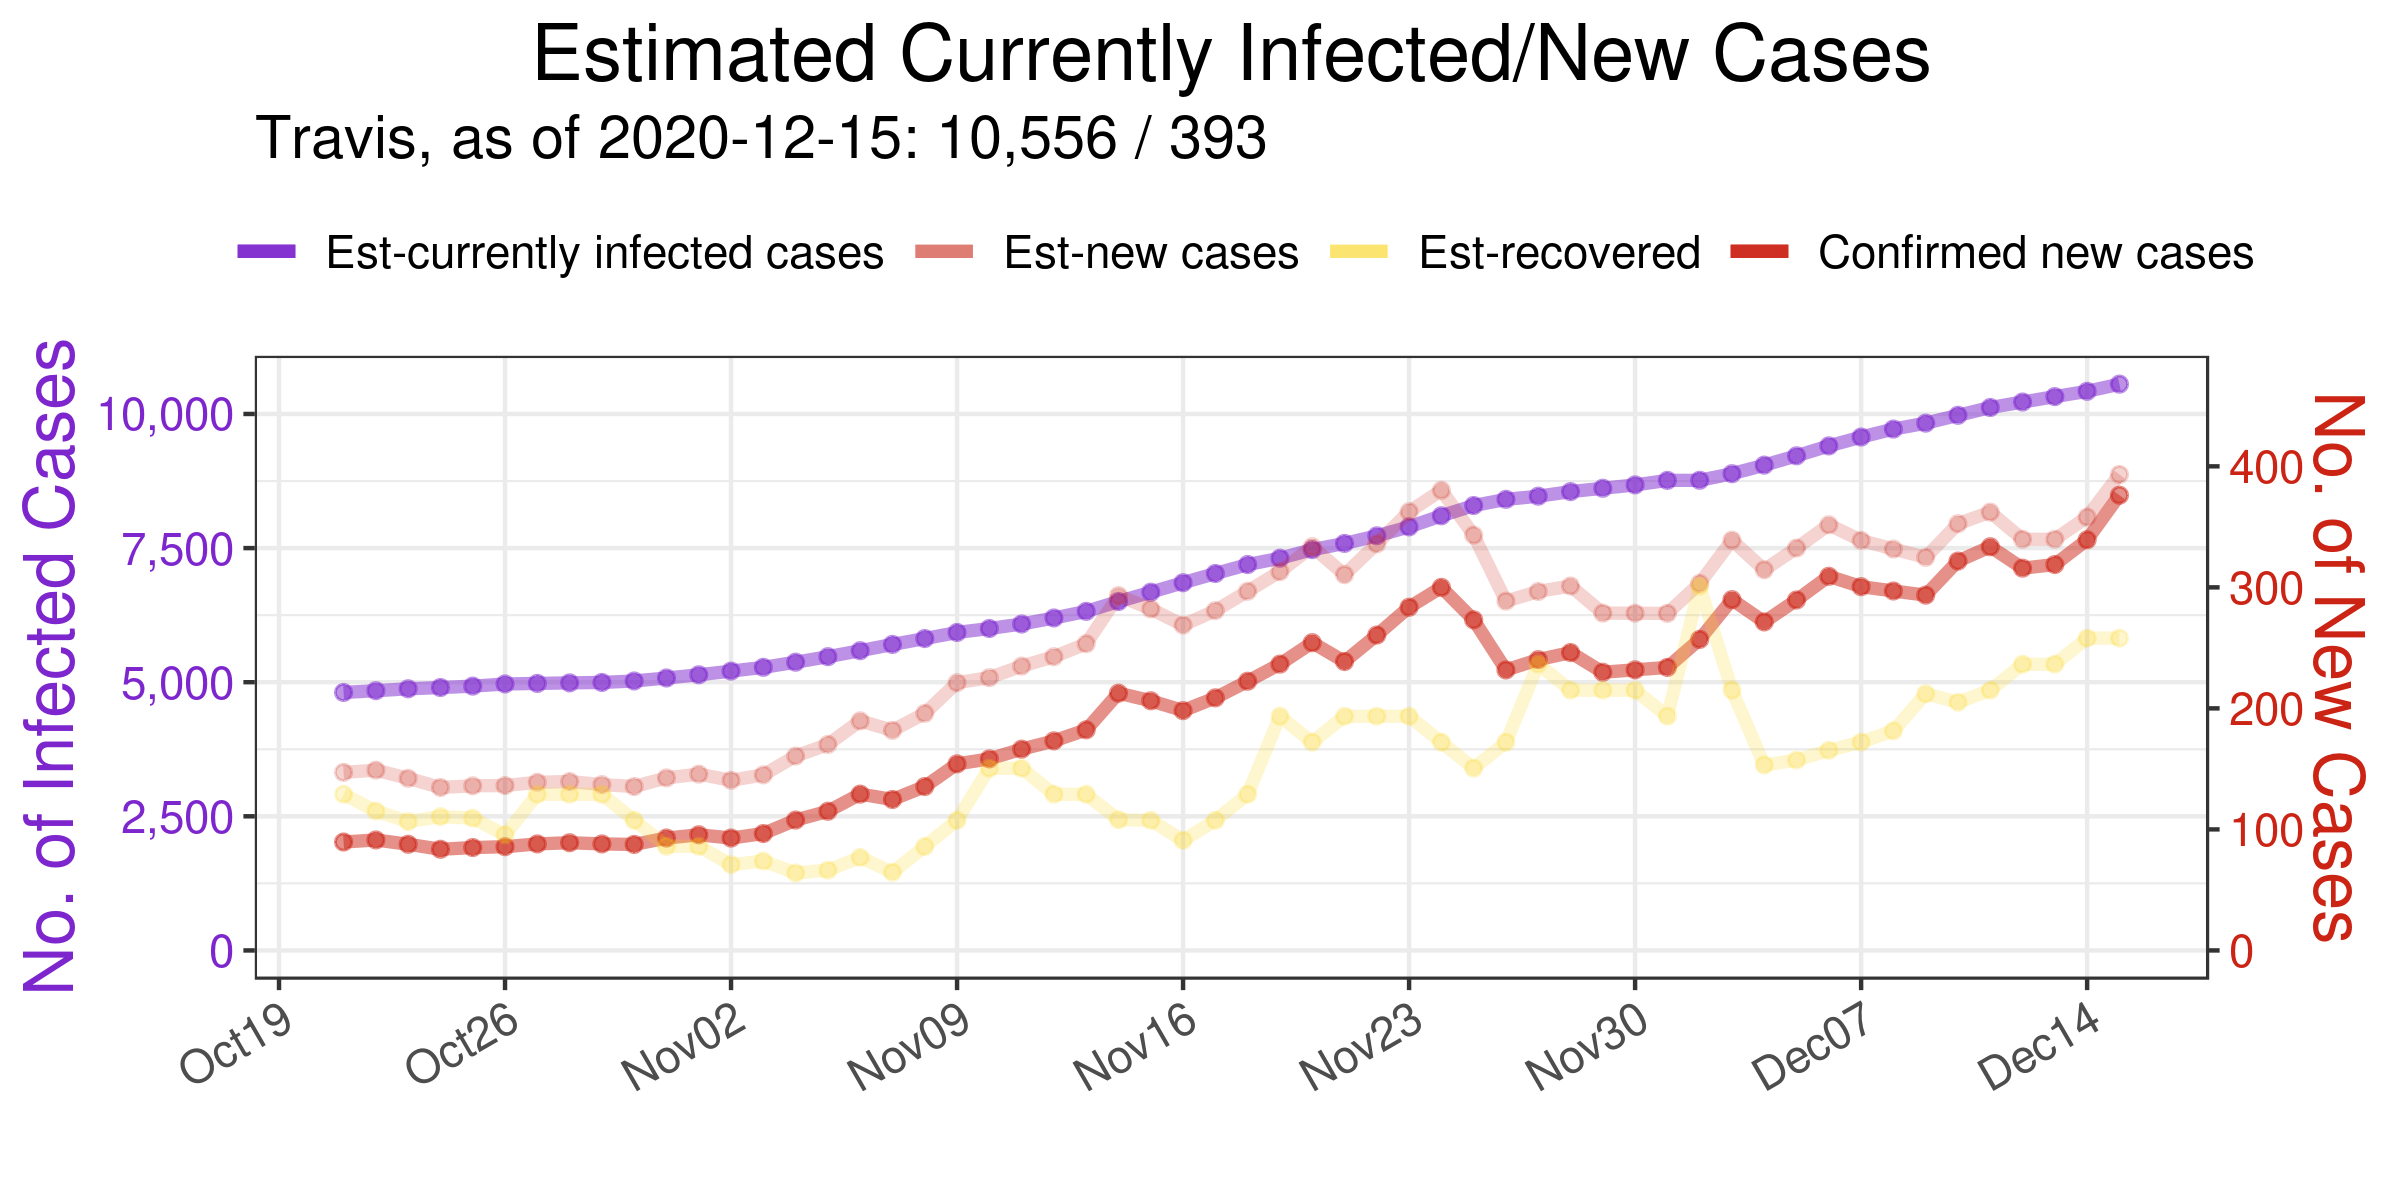 Estimated Currently Infected/New Cases
Travis, as of 2020-12-15: 10,556 / 393
Est-currently infected cases Est-new cases Est-recovered Confirmed new cases
No. of Infected Cases
10,000
7,500
5,000
2,500
0
400
300
200
100
0
No. of New Cases
Oct19 Oct26 Nov02 Nov09 Nov16 Nov23 Nov30 Dec07 Dec14